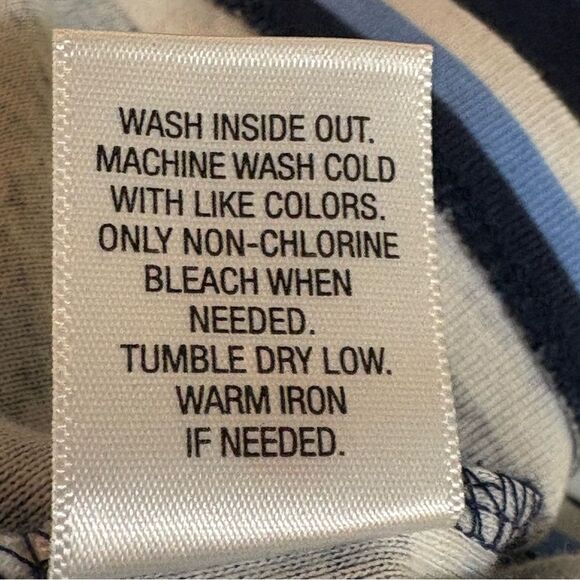 WASH INSIDE OUT.
MACHINE WASH COLD
WITH LIKE COLORS.
ONLY NON-CHLORINE
BLEACH WHEN
NEEDED.
TUMBLE DRY LOW.
WARM IRON
IF NEEDED.